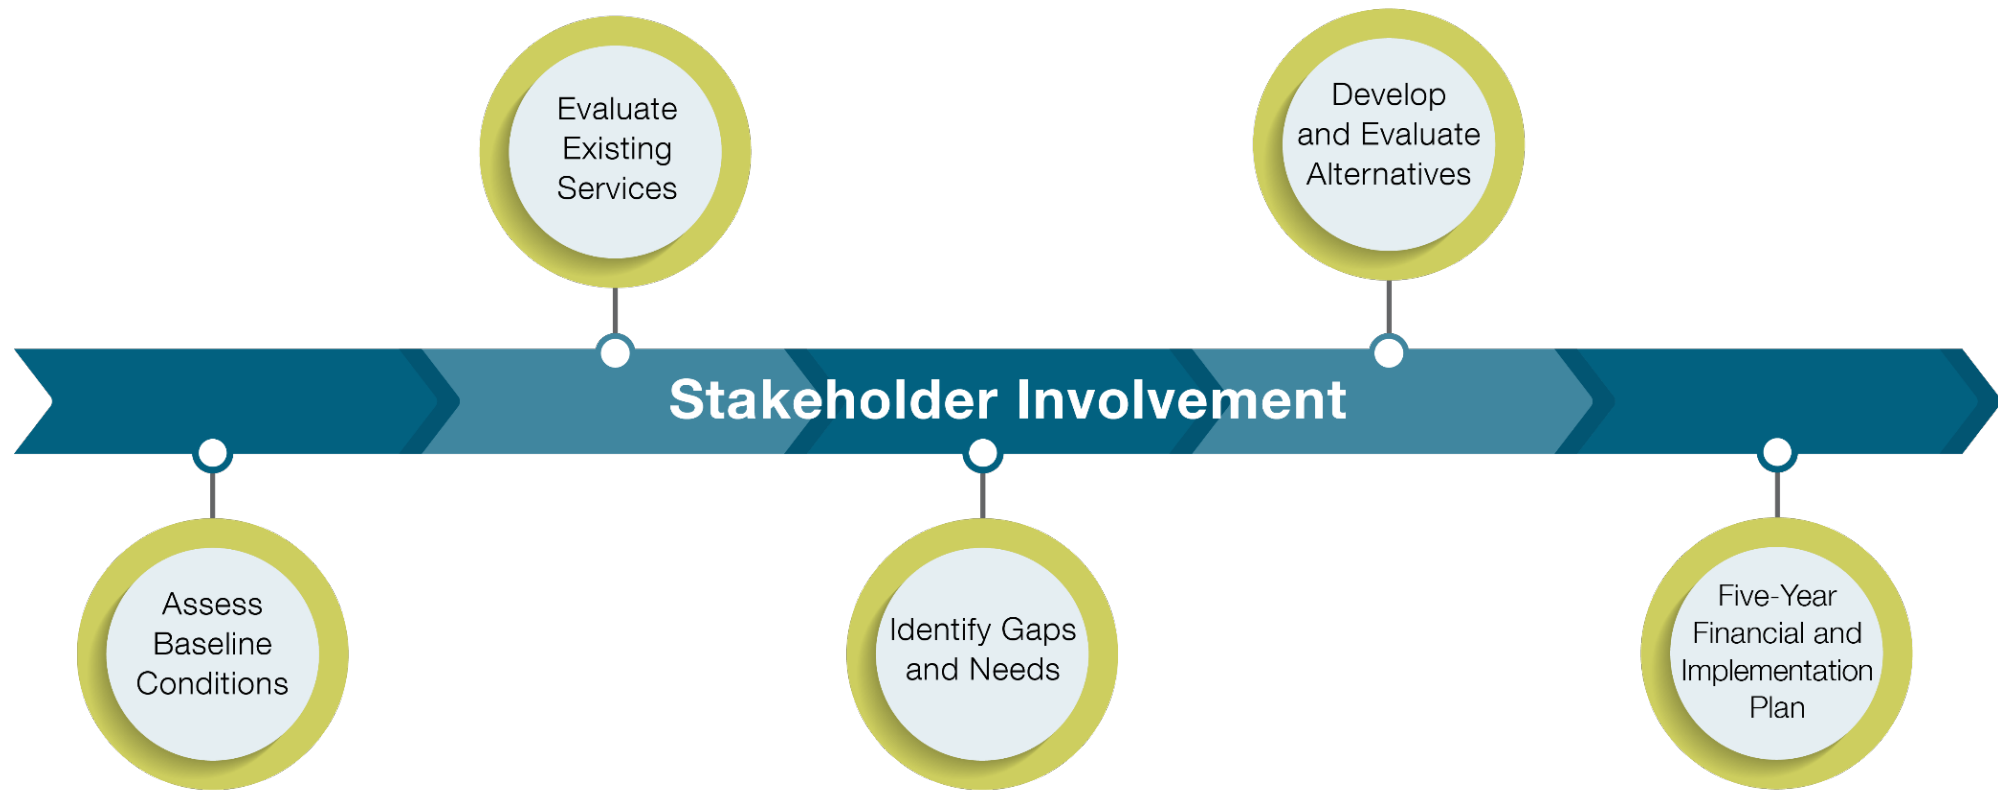 Evaluate
Existing
Services
Develop
and Evaluate
Alternatives
Stakeholder Involvement
Assess
Baseline
Conditions
Identify Gaps
and Needs
Five-Year
Financial and
Implementation
Plan